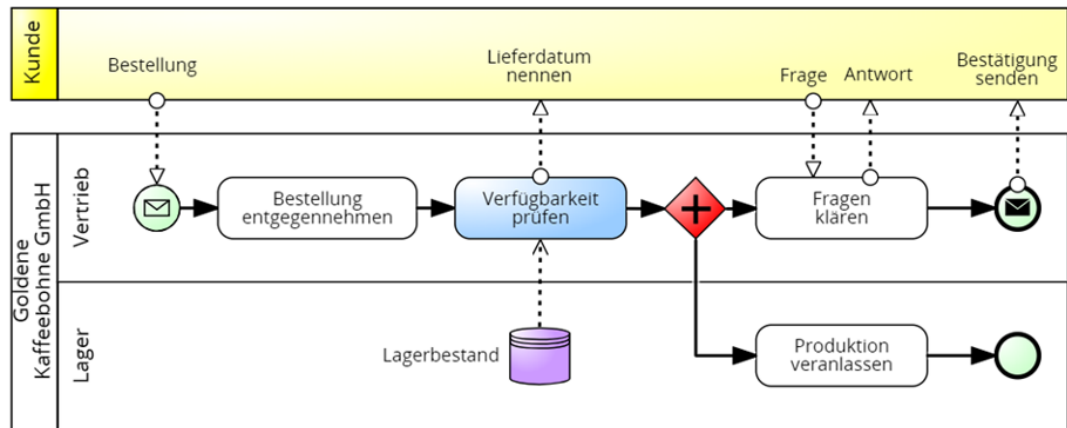 Kunde
Bestellung
Lieferdatum
nennen
Frage
Antwort
Bestätigung
senden
Goldene
Kaffeebohne GmbH
Vertrieb
Bestellung
entgegennehmen
Verfügbarkeit
prüfen
Fragen
klären
Lager
Lagerbestand
Produktion
veranlassen